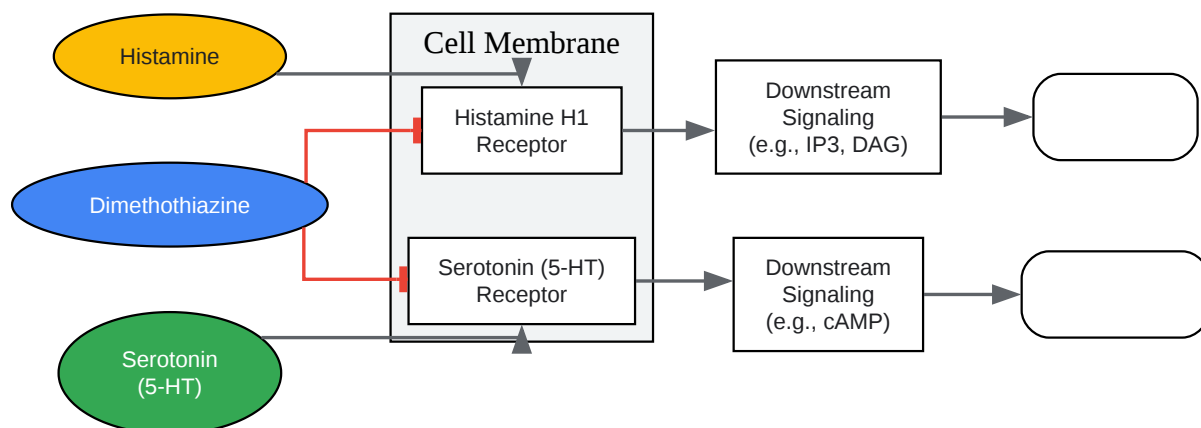 Cell Membrane
Histamine
Histamine H1
Receptor
Downstream
Signaling
(e.g., IP3, DAG)
Dimethothiazine
Serotonin (5-HT)
Receptor
Downstream
Signaling
(e.g., cAMP)
Serotonin
(5-HT)